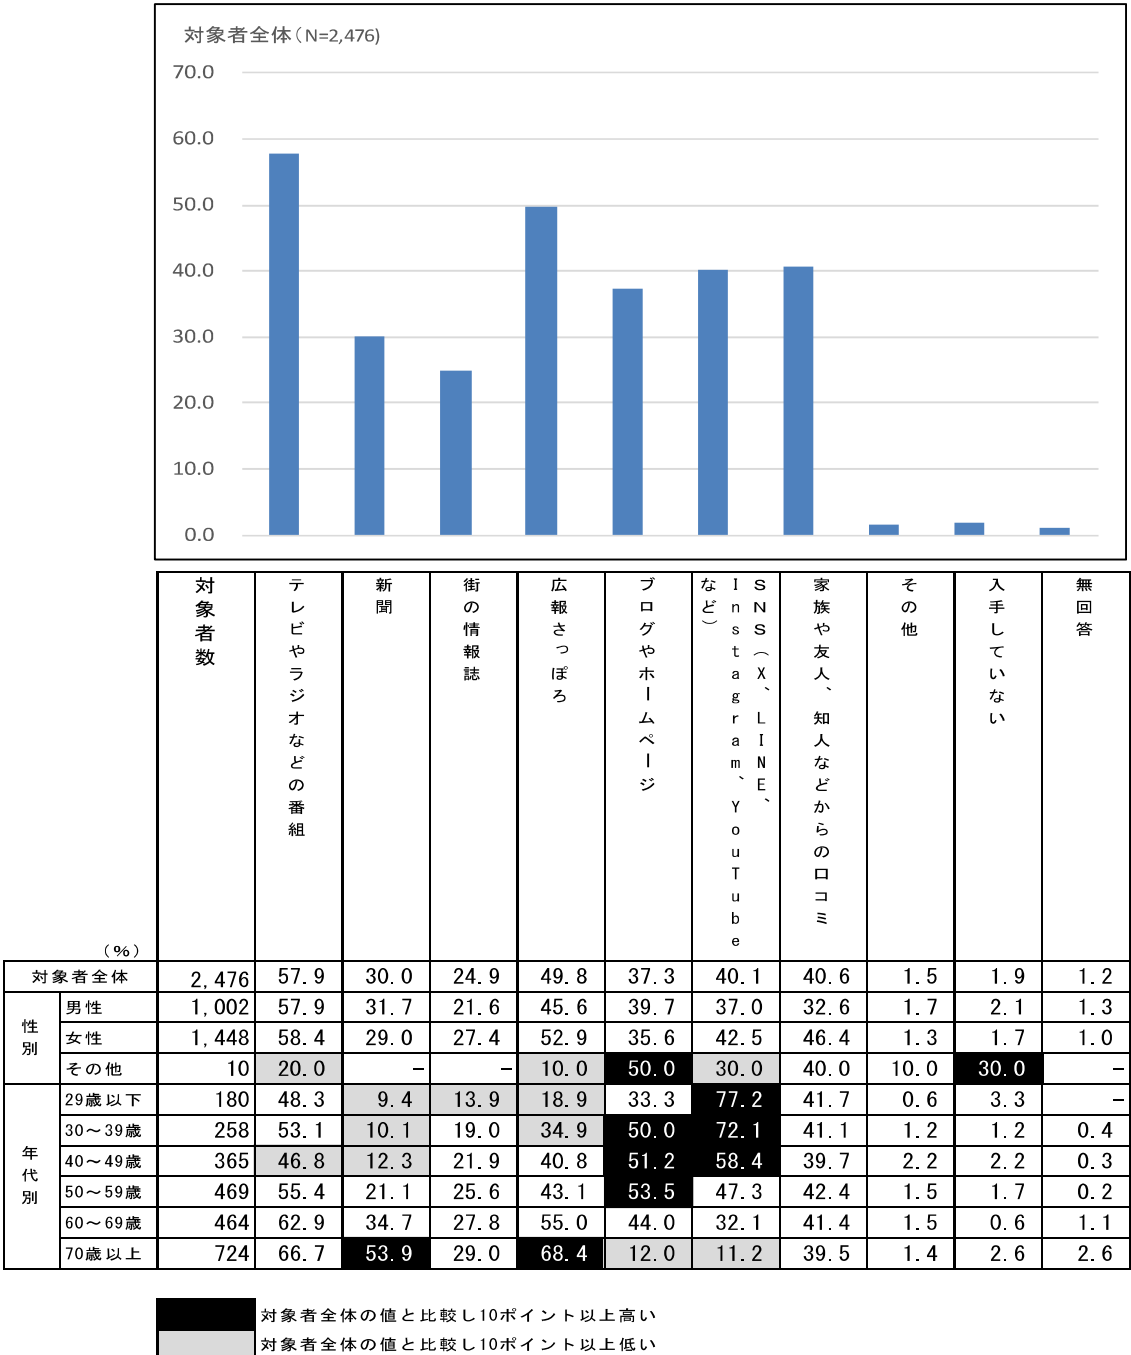 対象者全体(N=2,476)
70.0
60.0
50.0
40.0
30.0
20.0
10.0
0.0
対象者数
テレビやラジオなどの番組
新聞
街の情報誌
広報さっぽろ
ブログやホームページ
SNS(X、LINE、
Instagram、YouTube
など)
家族や友人、知人などからの口コミ
その他
入手していない
無回答
(%)
対象者全体 2,476 57.9 30.0 24.9 49.8 37.3 40.1 40.6 1.5 1.9 1.2
性別
男性 1,002 57.9 31.7 21.6 45.6 39.7 37.0 32.6 1.7 2.1 1.3
女性 1,448 58.4 29.0 27.4 52.9 35.6 42.5 46.4 1.3 1.7 1.0
その他 10 20.0 - - 10.0 50.0 30.0 40.0 10.0 30.0 -
年代別
29歳以下 180 48.3 9.4 13.9 18.9 33.3 77.2 41.7 0.6 3.3 -
30~39歳 258 53.1 10.1 19.0 34.9 50.0 72.1 41.1 1.2 1.2 0.4
40~49歳 365 46.8 12.3 21.9 40.8 51.2 58.4 39.7 2.2 2.2 0.3
50~59歳 469 55.4 21.1 25.6 43.1 53.5 47.3 42.4 1.5 1.7 0.2
60~69歳 464 62.9 34.7 27.8 55.0 44.0 32.1 41.4 1.5 0.6 1.1
70歳以上 724 66.7 53.9 29.0 68.4 12.0 11.2 39.5 1.4 2.6 2.6
対象者全体の値と比較し10ポイント以上高い
対象者全体の値と比較し10ポイント以上低い